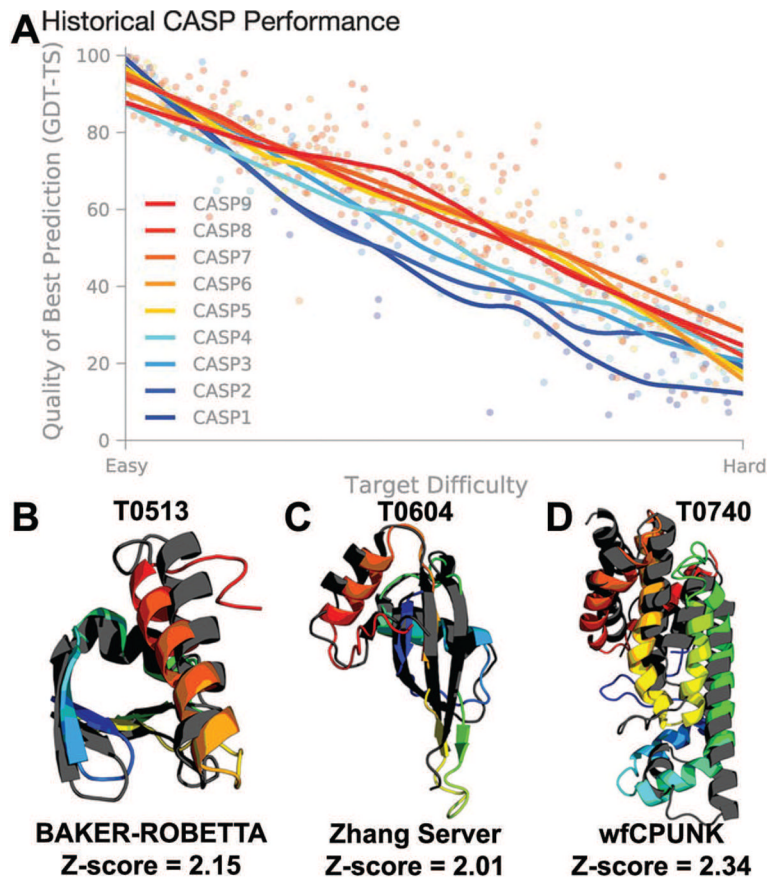 A Historical CASP Performance
Quality of Best Prediction (GDT-TS)
100
80
60
40
20
0
CASP9
CASP8
CASP7
CASP6
CASP5
CASP4
CASP3
CASP2
CASP1
Easy
Hard
Target Difficulty
B T0513
C T0604
D T0740
BAKER-ROBETTA
Z-score = 2.15
Zhang Server
Z-score = 2.01
wfCPUNK
Z-score = 2.34